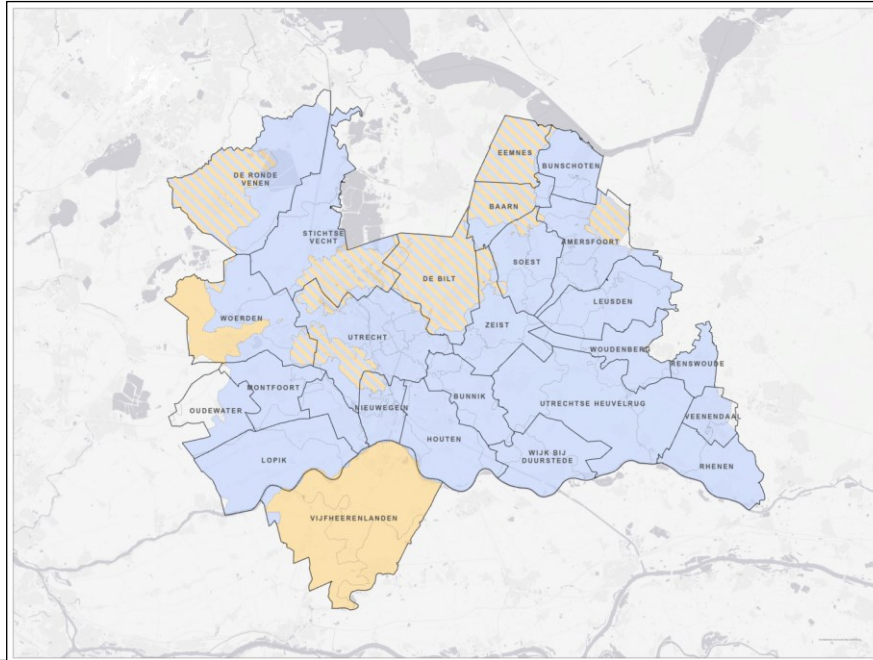 EEMNES
BUNSCHOTEN
DE RONDE
VENEN
BAARN
STICHTSE
VECHT
AMERSFOORT
SOEST
DE BILT
LEUSDEN
WOERDEN
ZEIST
UTRECHT
WOUDENBERG
RENSWOUDE
MONTFOORT
OUDEWATER
NIEUWEGEIN
BUNNIK
UTRECHTSE HEUVELRUG
VEENENDAAL
HOUTEN
LOPIK
WIJK BIJ
DUURSTEDE
RHENEN
VIJFHEERENLANDEN